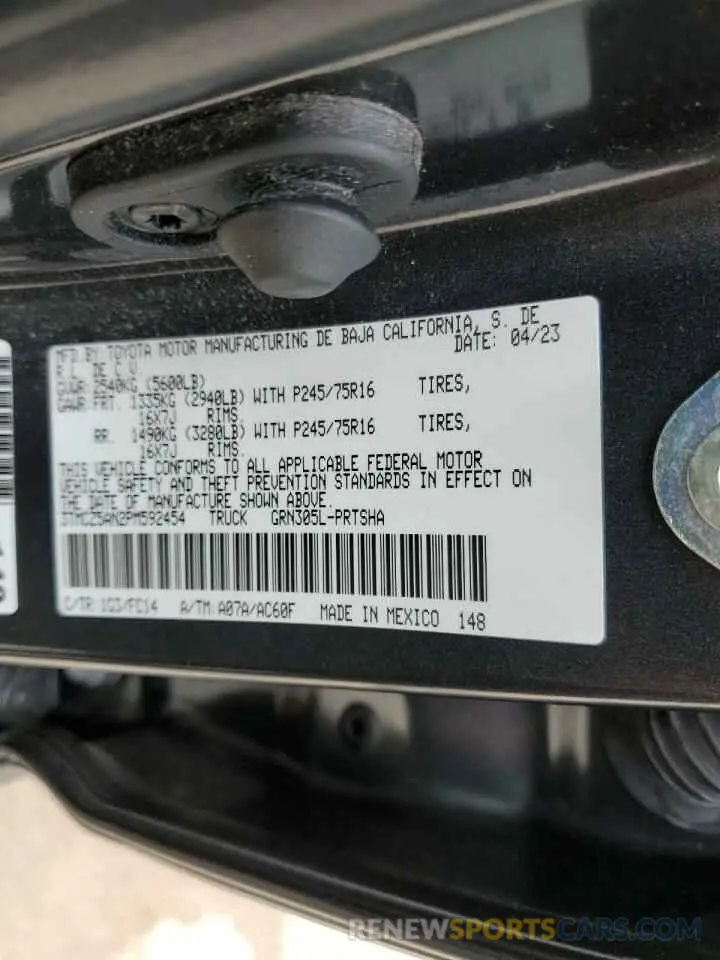 MFD BY TOYOTA MOTOR MANUFACTURING DE BAJA CALIFORNIA, S. DE
R.L. DE C.V. DATE: 04/23
GVWR: 2540KG (5600LB)
GAWR:FRT. 1335KG (2940LB) WITH P245/75R16 TIRES,
16X7J RIMS.
RR. 1490KG (3280LB) WITH P245/75R16 TIRES,
16X7J RIMS.
THIS VEHICLE CONFORMS TO ALL APPLICABLE FEDERAL MOTOR
VEHICLE SAFETY AND THEFT PREVENTION STANDARDS IN EFFECT ON
THE DATE OF MANUFACTURE SHOWN ABOVE.
3TMCZ5AN2PM592454 TRUCK GRN305L-PRTSHA
C/TR:1G3/FC14 A/TM:A07A/AC60F MADE IN MEXICO 148
RENEWSPORTSCARS.COM